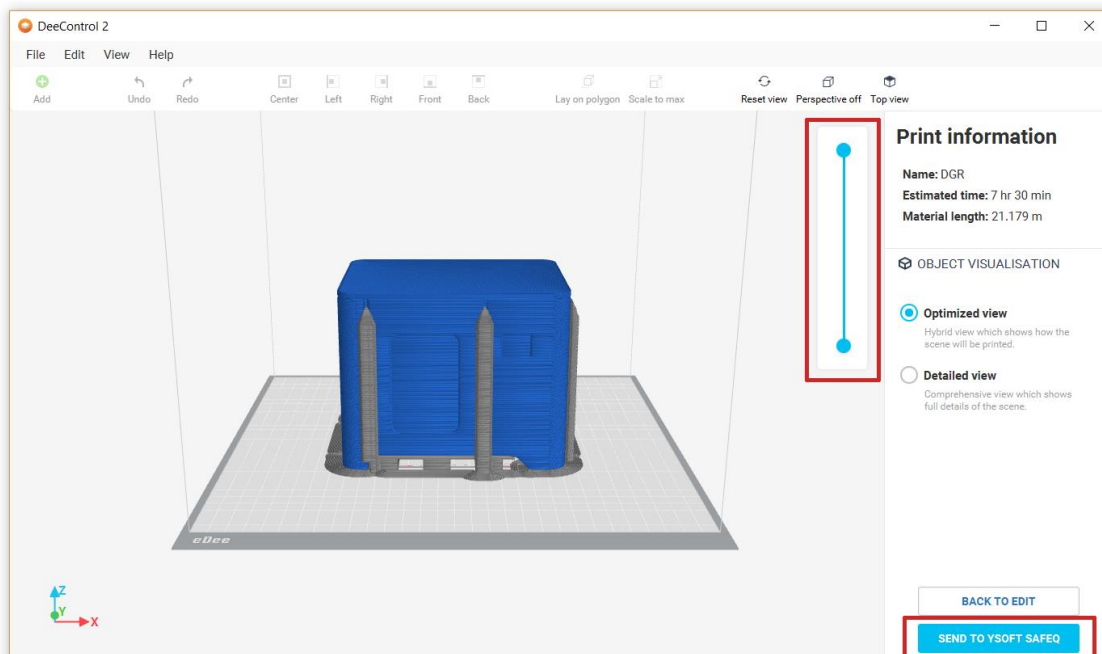 DeeControl 2
File Edit View Help
Add Undo Redo Center Left Right Front Back Lay on polygon Scale to max Reset view Perspective off Top view
Print information
Name: DGR
Estimated time: 7 hr 30 min
Material length: 21.179 m
OBJECT VISUALISATION
Optimized view
Hybrid view which shows how the
scene will be printed.
Detailed view
Comprehensive view which shows
full details of the scene.
eDee
Z
Y
X
BACK TO EDIT
SEND TO YSOFT SAFEQ